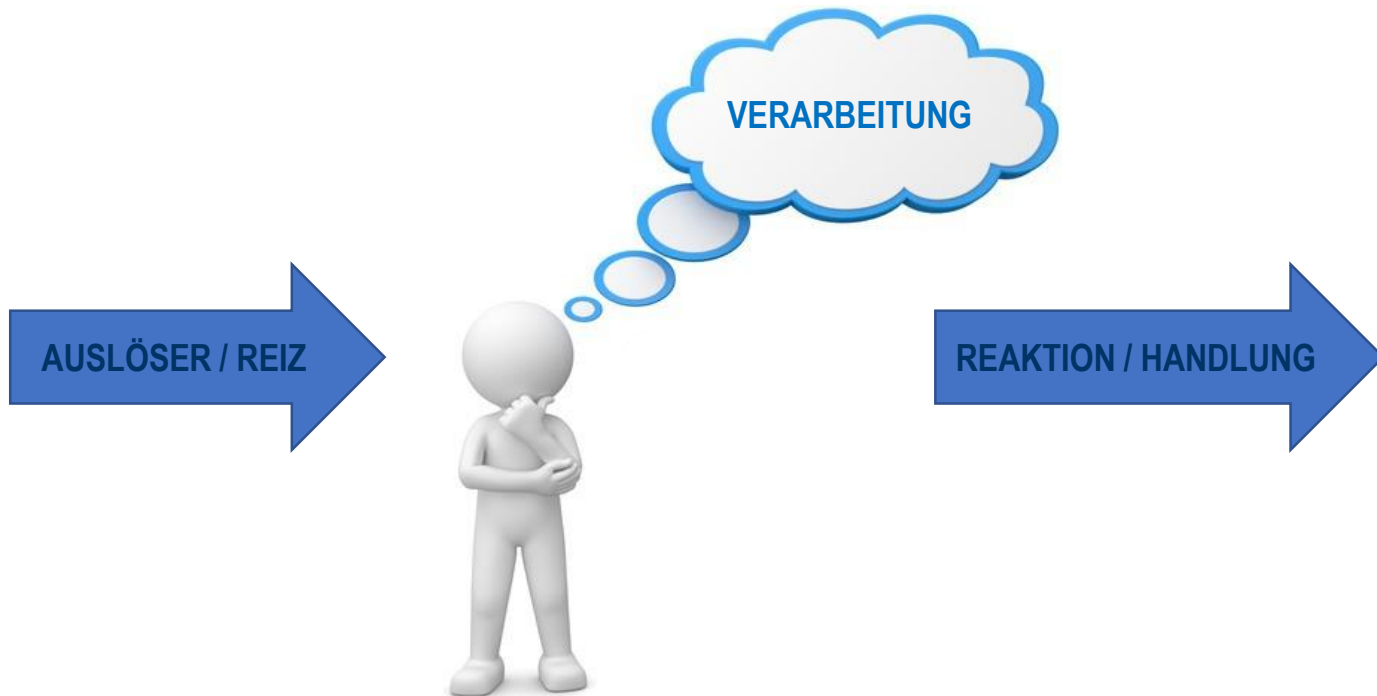 VERARBEITUNG
AUSLÖSER / REIZ
REAKTION / HANDLUNG